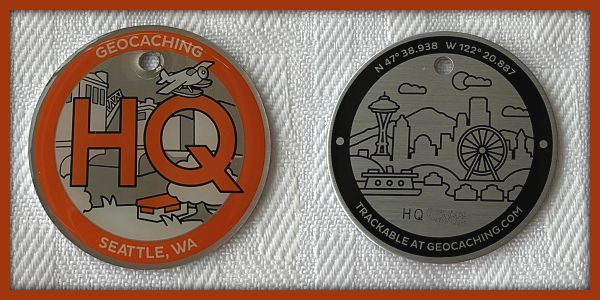 GEOCACHING
HQ
SEATTLE, WA
N 47° 38.938 W 122° 20.887
HQ
TRACKABLE AT GEOCACHING.COM